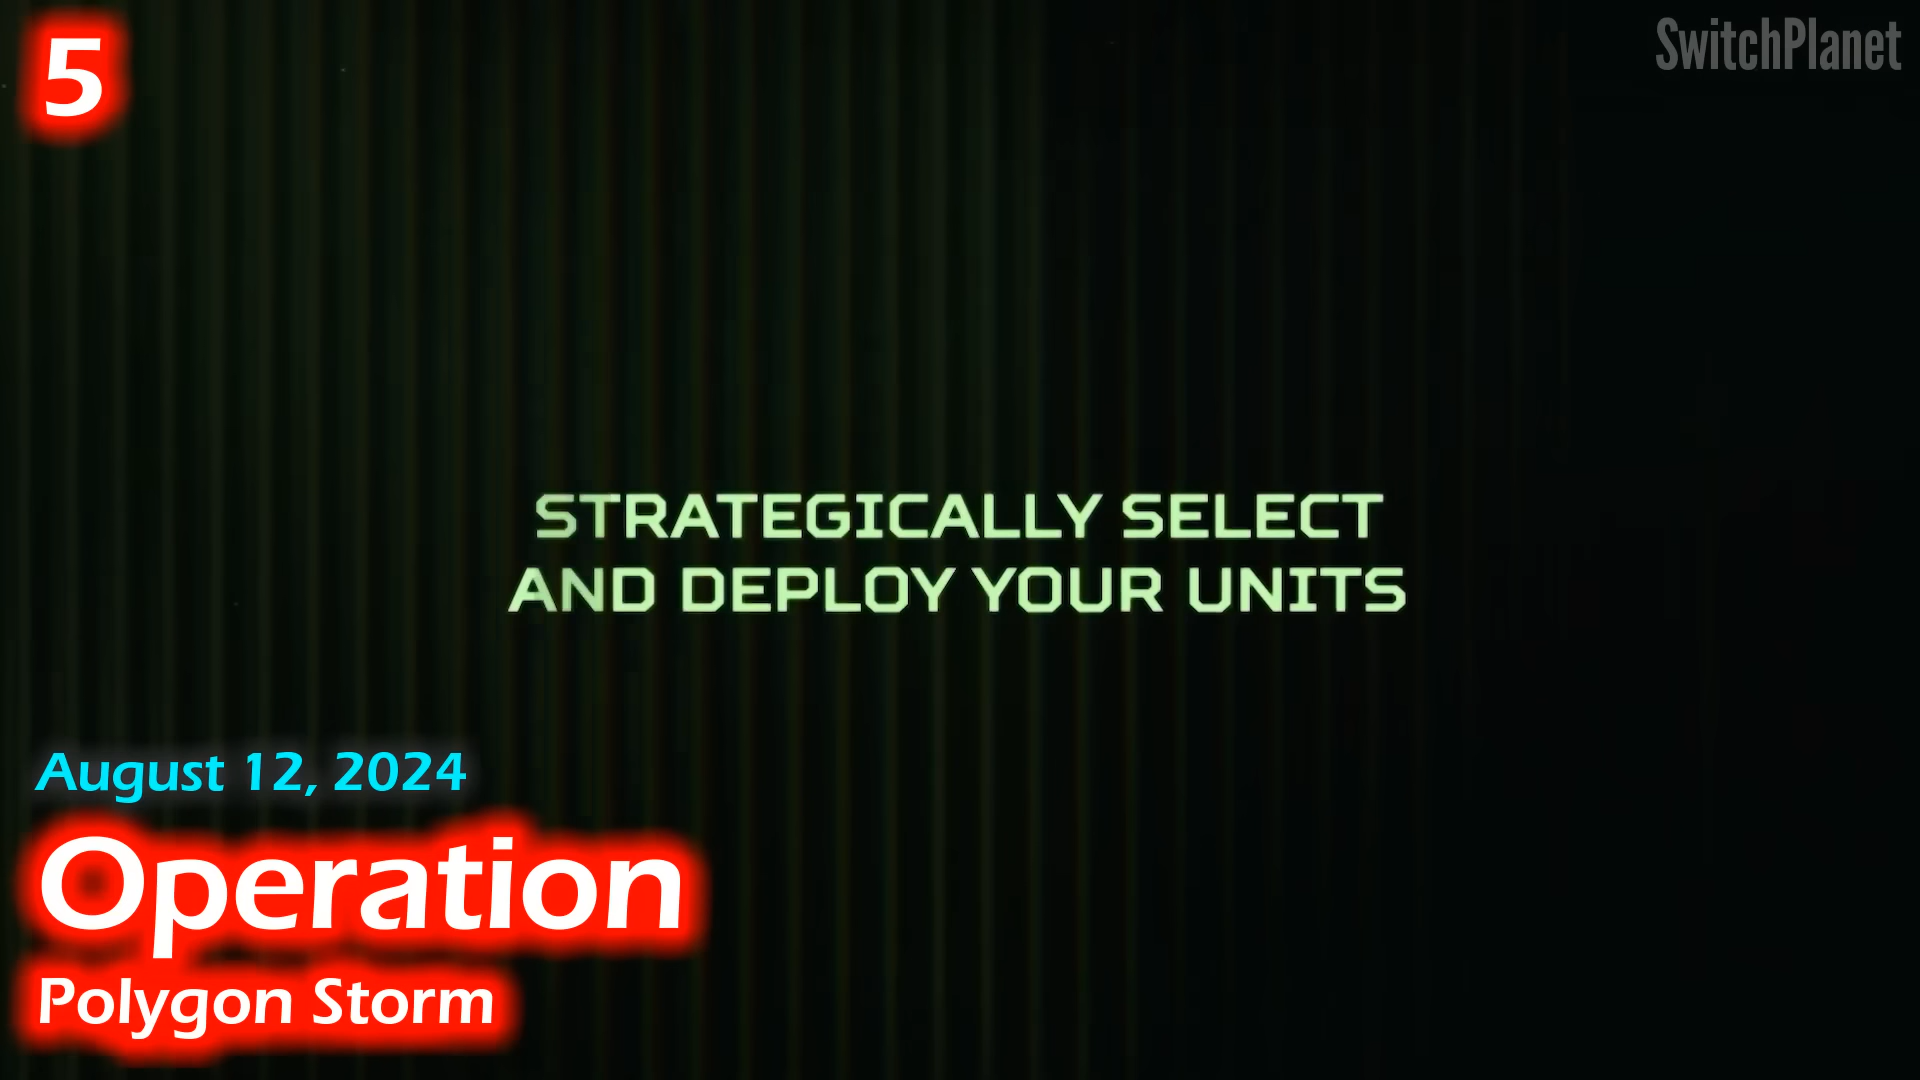 5
SwitchPlanet
STRATEGICALLY SELECT
AND DEPLOY YOUR UNITS
August 12, 2024
Operation
Polygon Storm